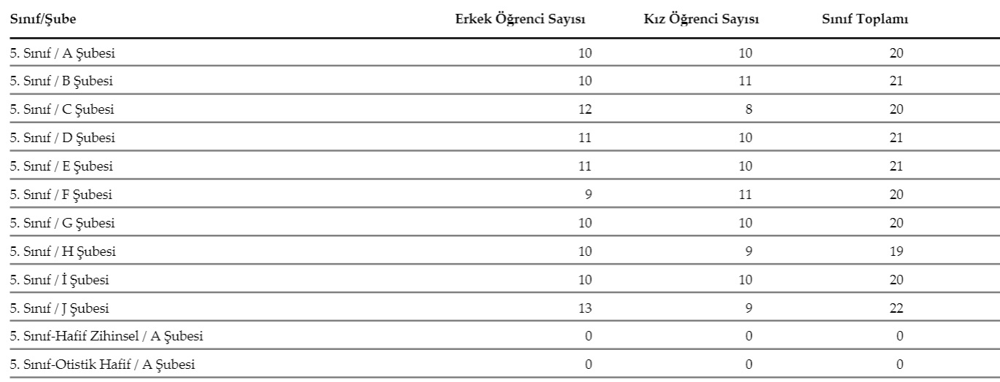 Sınıf/Şube Erkek Öğrenci Sayısı Kız Öğrenci Sayısı Sınıf Toplamı
5. Sınıf / A Şubesi 10 10 20
5. Sınıf / B Şubesi 10 11 21
5. Sınıf / C Şubesi 12 8 20
5. Sınıf / D Şubesi 11 10 21
5. Sınıf / E Şubesi 11 10 21
5. Sınıf / F Şubesi 9 11 20
5. Sınıf / G Şubesi 10 10 20
5. Sınıf / H Şubesi 10 9 19
5. Sınıf / İ Şubesi 10 10 20
5. Sınıf / J Şubesi 13 9 22
5. Sınıf-Hafif Zihinsel / A Şubesi 0 0 0
5. Sınıf-Otistik Hafif / A Şubesi 0 0 0